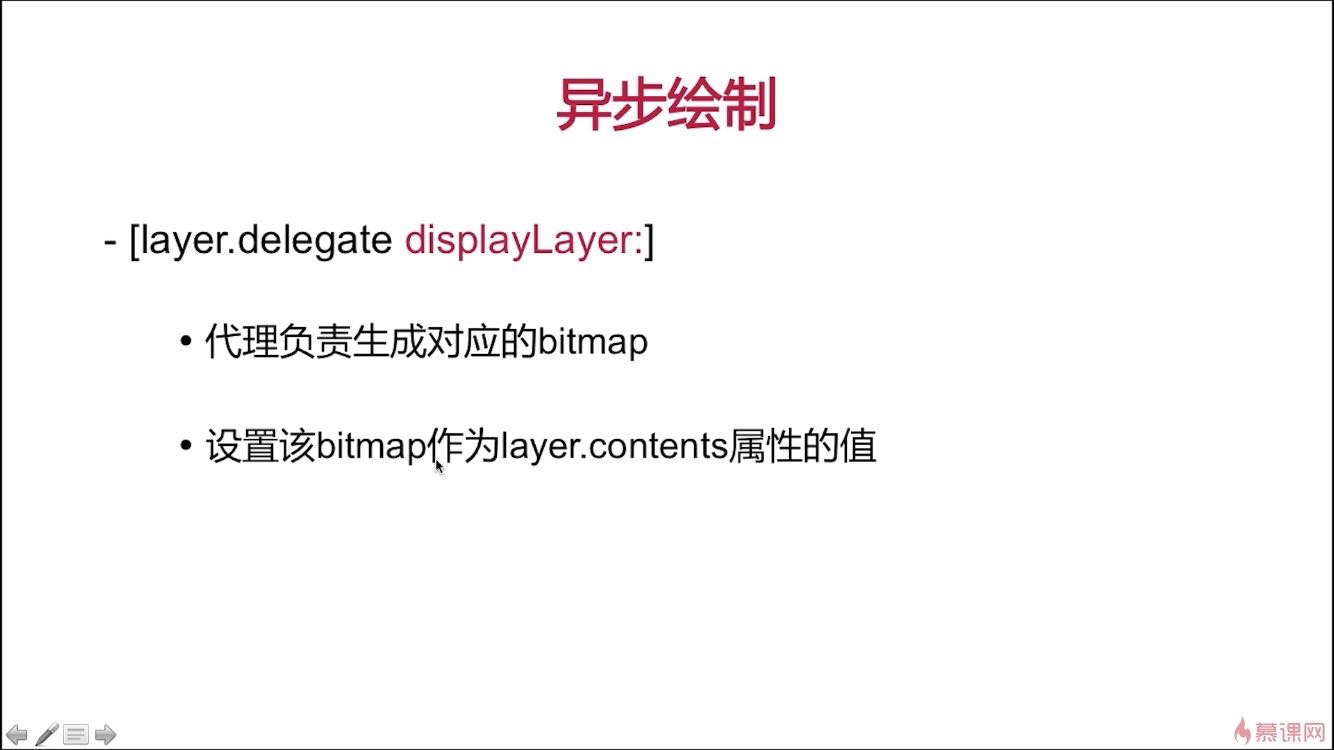 异步绘制
- [layer.delegate displayLayer:]
• 代理负责生成对应的bitmap
• 设置该bitmap作为layer.contents属性的值
慕课网